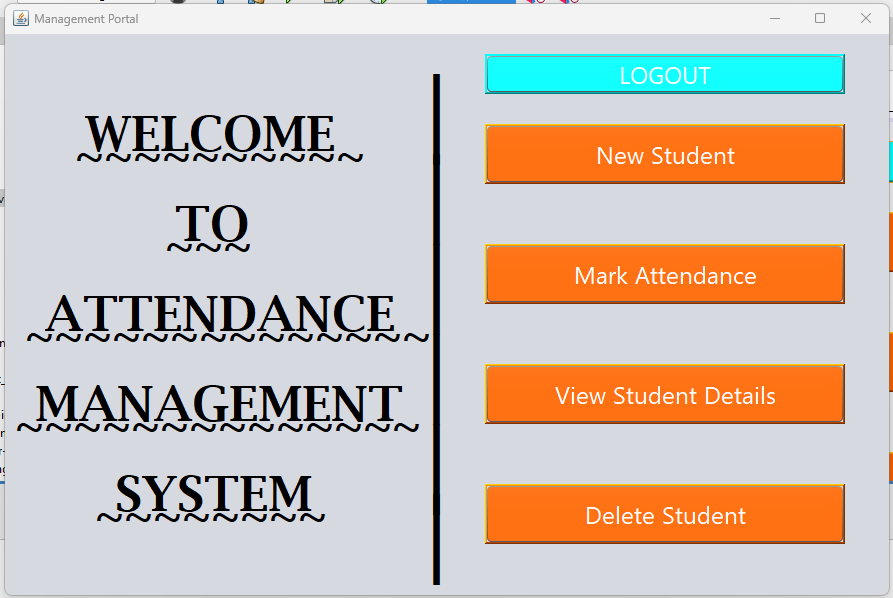 Management Portal
WELCOME
~~~~~~~~~~
TO
~~~
ATTENDANCE
~~~~~~~~~~~~~~
MANAGEMENT
~~~~~~~~~~~~~~
SYSTEM
~~~~~~~~
LOGOUT
New Student
Mark Attendance
View Student Details
Delete Student